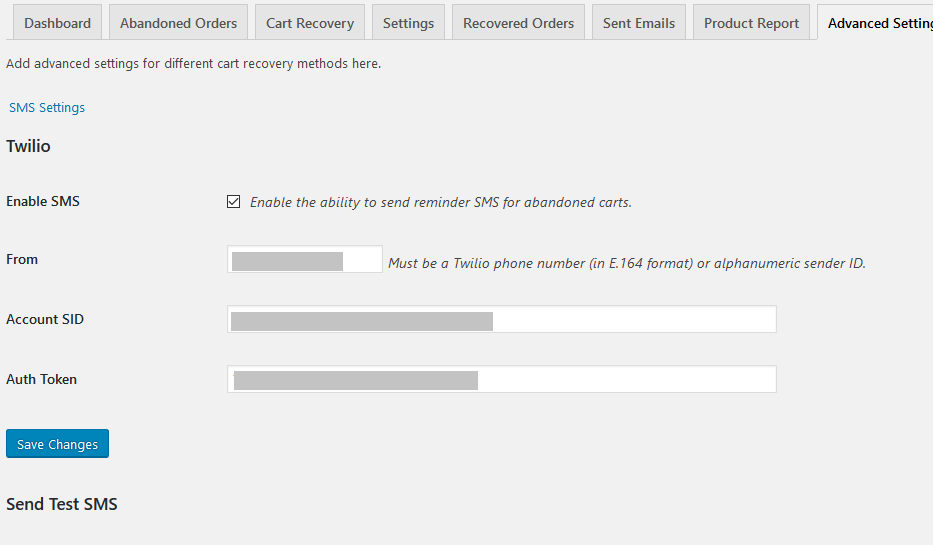 Dashboard Abandoned Orders Cart Recovery Settings Recovered Orders Sent Emails Product Report Advanced Setting
Add advanced settings for different cart recovery methods here.
SMS Settings
Twilio
Enable SMS Enable the ability to send reminder SMS for abandoned carts.
From Must be a Twilio phone number (in E.164 format) or alphanumeric sender ID.
Account SID
Auth Token
Save Changes
Send Test SMS